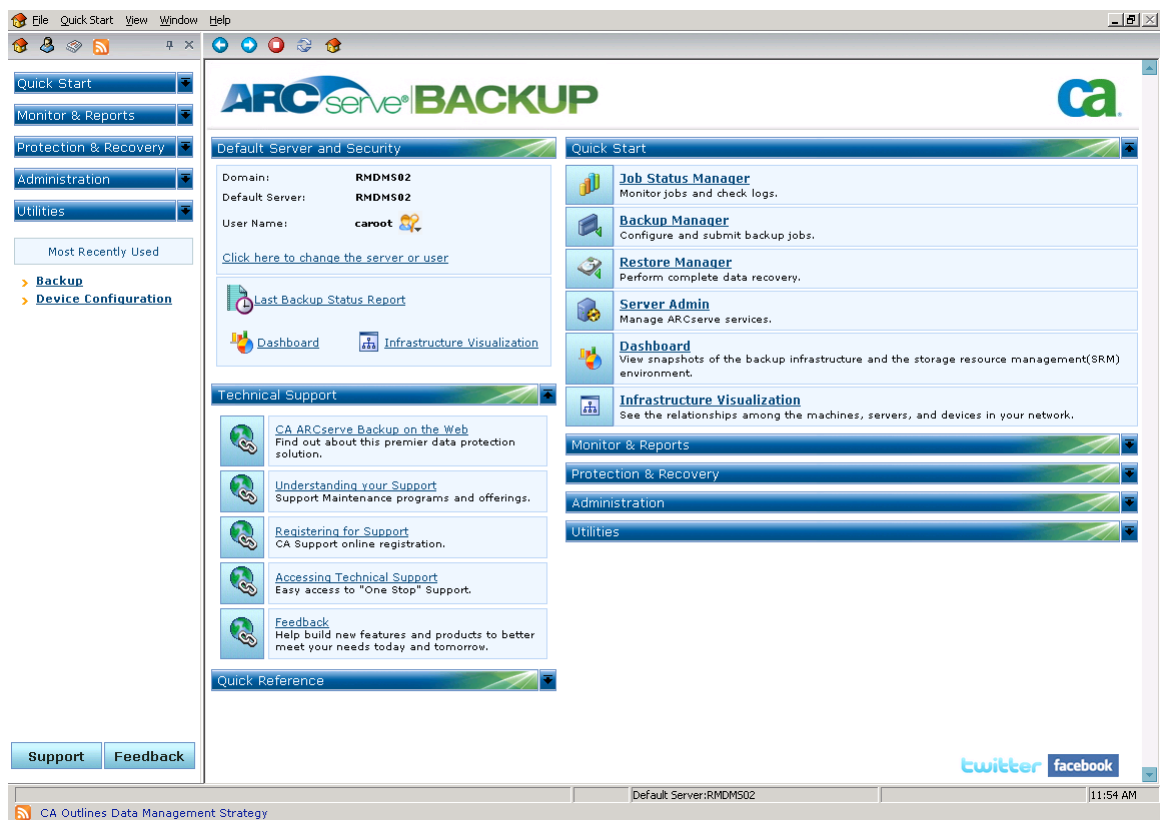 File Quick Start View Window Help
Quick Start
Monitor & Reports
Protection & Recovery
Administration
Utilities
Most Recently Used
Backup
Device Configuration
Support Feedback
ARCserve® BACKUP
ca.
Default Server and Security
Domain: RMDMS02
Default Server: RMDMS02
User Name: caroot
Click here to change the server or user
Last Backup Status Report
Dashboard Infrastructure Visualization
Technical Support
CA ARCserve Backup on the Web
Find out about this premier data protection
solution.
Understanding your Support
Support Maintenance programs and offerings.
Registering for Support
CA Support online registration.
Accessing Technical Support
Easy access to "One Stop" Support.
Feedback
Help build new features and products to better
meet your needs today and tomorrow.
Quick Reference
Quick Start
Job Status Manager
Monitor jobs and check logs.
Backup Manager
Configure and submit backup jobs.
Restore Manager
Perform complete data recovery.
Server Admin
Manage ARCserve services.
Dashboard
View snapshots of the backup infrastructure and the storage resource management(SRM)
environment.
Infrastructure Visualization
See the relationships among the machines, servers, and devices in your network.
Monitor & Reports
Protection & Recovery
Administration
Utilities
twitter facebook
Default Server:RMDMS02 11:54 AM
CA Outlines Data Management Strategy